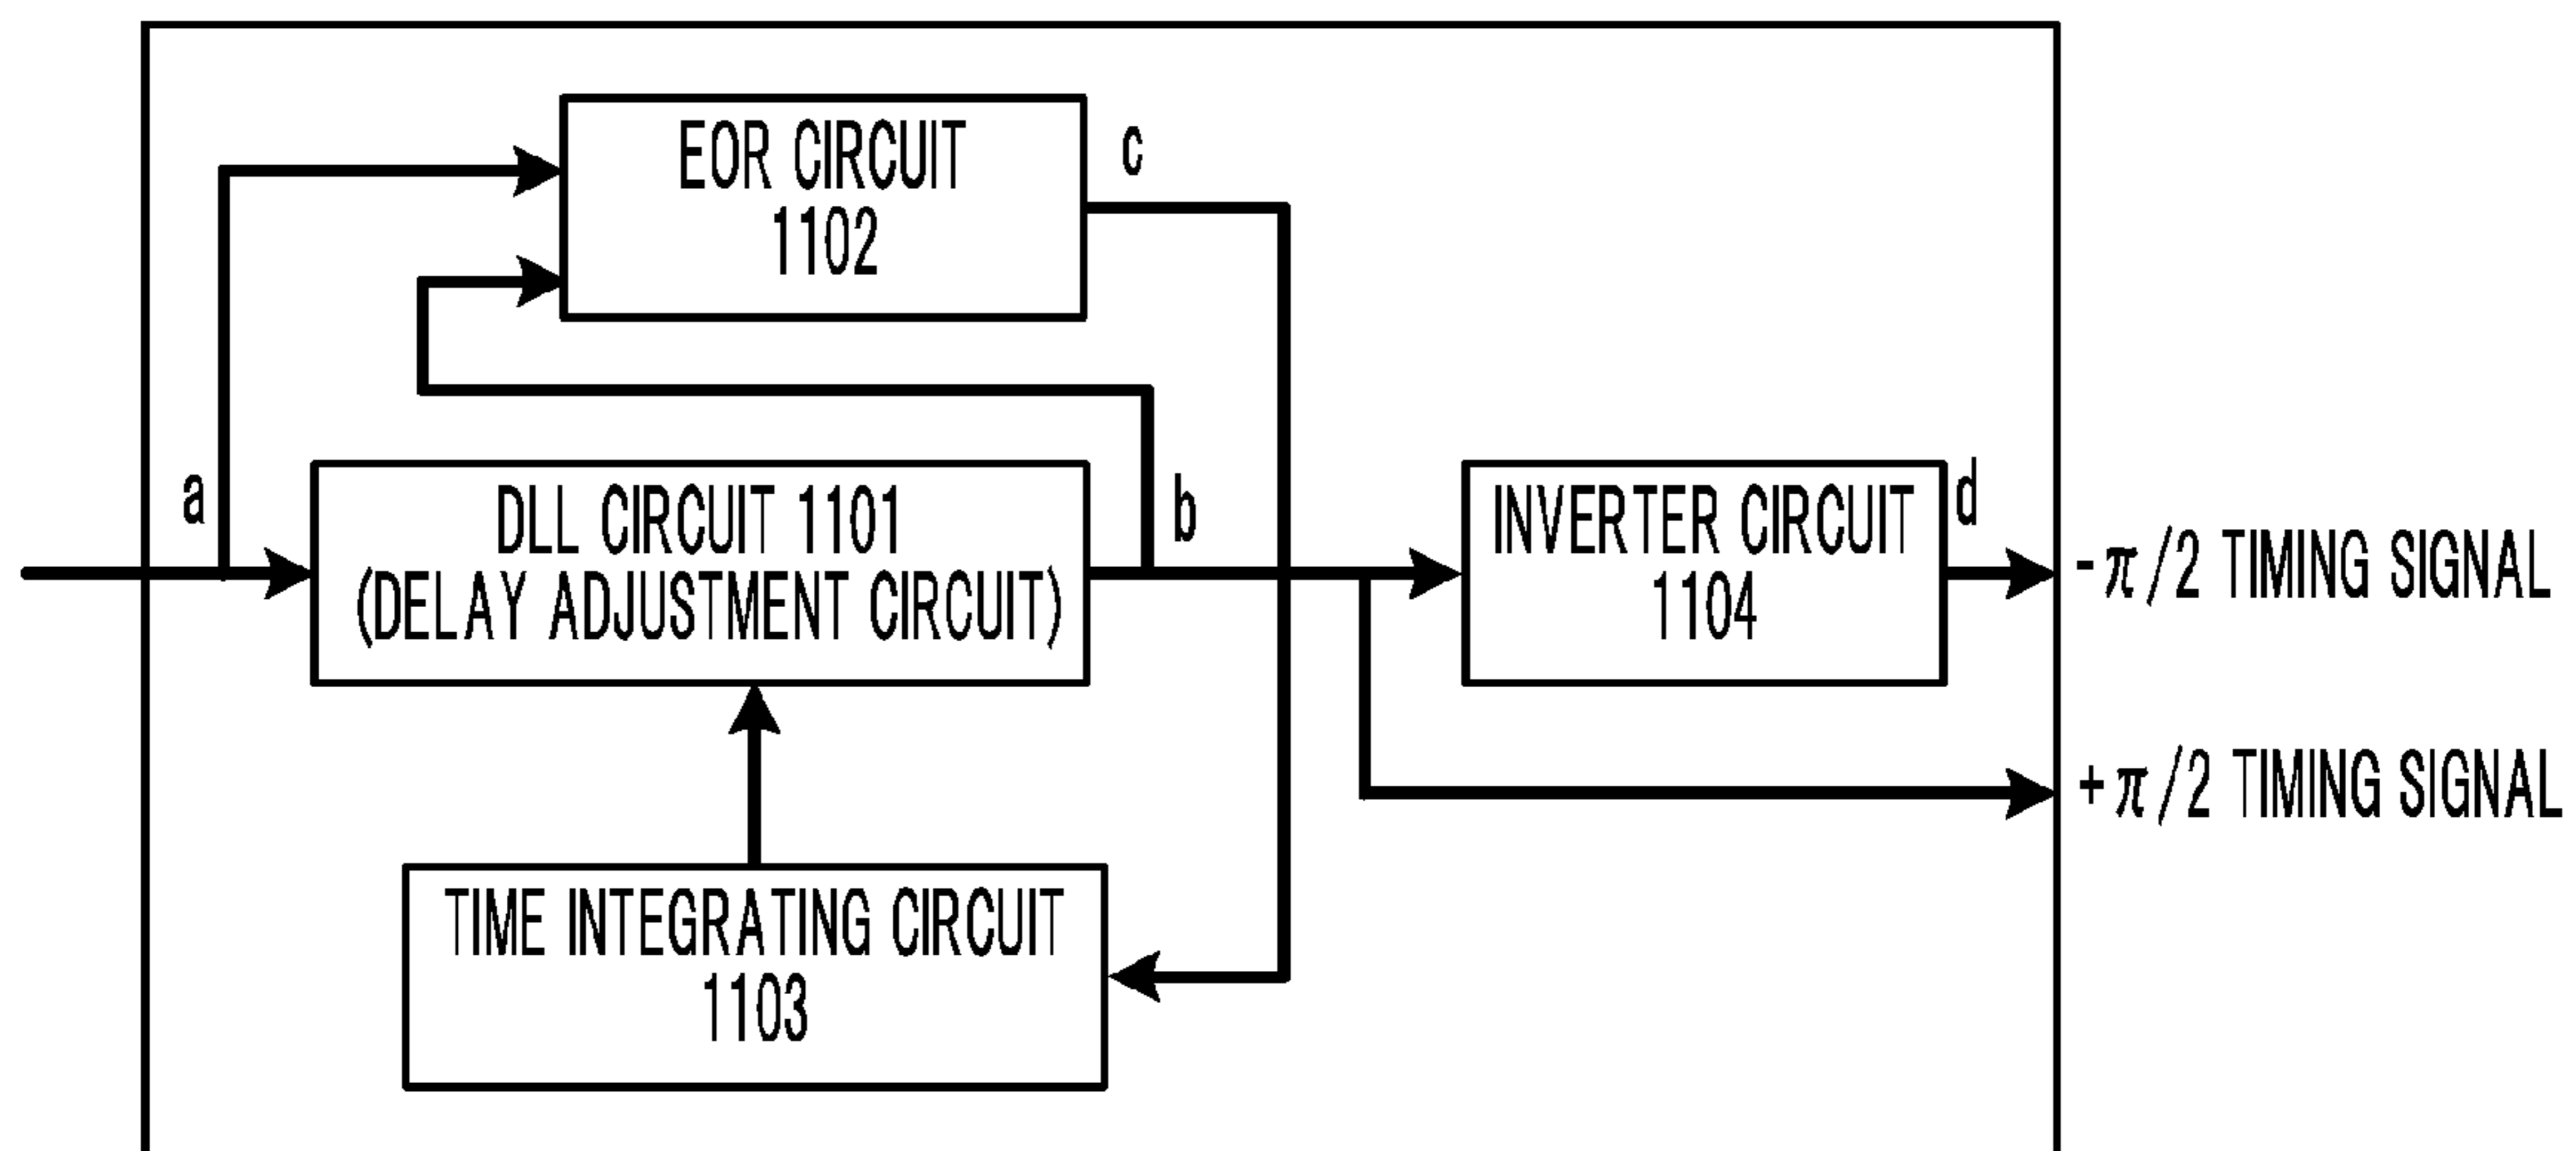 EOR CIRCUIT
1102
c
a
DLL CIRCUIT 1101
(DELAY ADJUSTMENT CIRCUIT)
b
INVERTER CIRCUIT
1104
d
-π/2 TIMING SIGNAL
+π/2 TIMING SIGNAL
TIME INTEGRATING CIRCUIT
1103